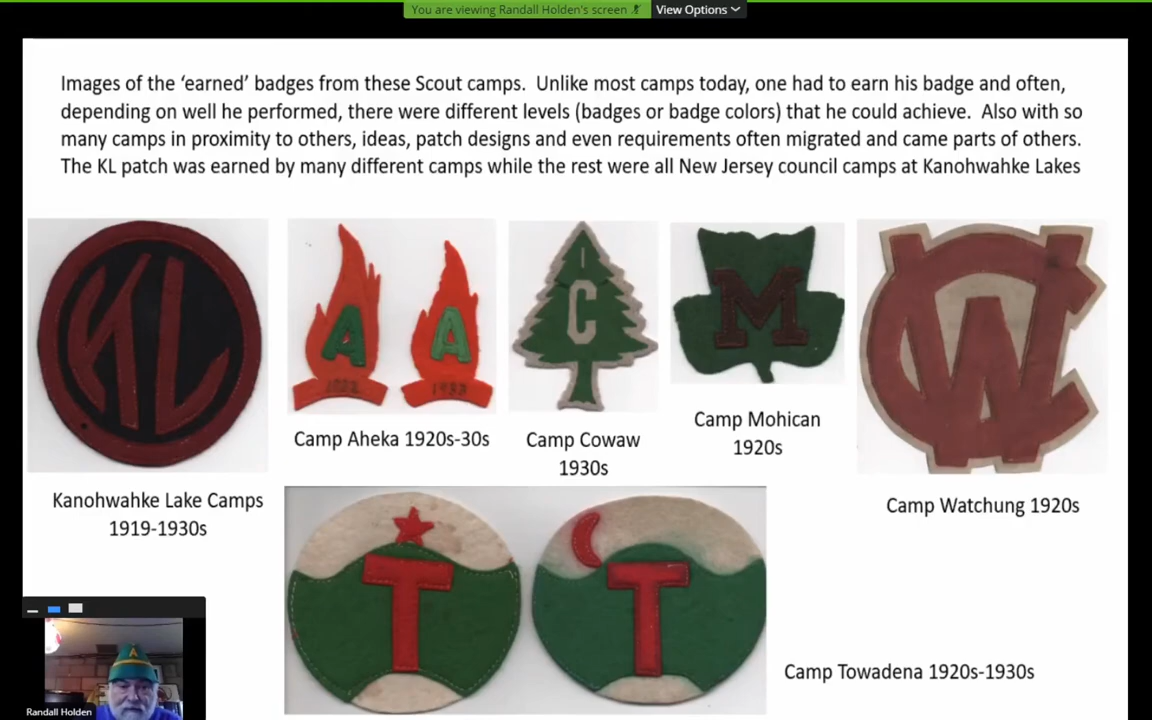 You are viewing Randall Holden's screen
View Options
Images of the 'earned' badges from these Scout camps.  Unlike most camps today, one had to earn his badge and often,
depending on well he performed, there were different levels (badges or badge colors) that he could achieve.  Also with so
many camps in proximity to others, ideas, patch designs and even requirements often migrated and came parts of others.
The KL patch was earned by many different camps while the rest were all New Jersey council camps at Kanohwahke Lakes
KL
A
A
1933
I
C
M
CW
Camp Aheka 1920s-30s
Camp Cowaw
1930s
Camp Mohican
1920s
Kanohwahke Lake Camps
1919-1930s
Camp Watchung 1920s
T
T
Camp Towadena 1920s-1930s
A
Randall Holden